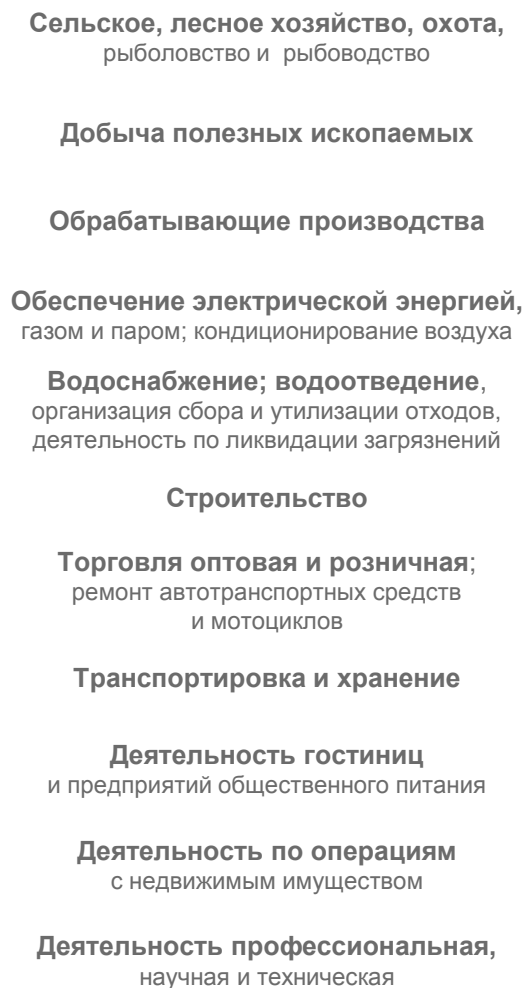 Сельское, лесное хозяйство, охота,
рыболовство и рыбоводство
Добыча полезных ископаемых
Обрабатывающие производства
Обеспечение электрической энергией,
газом и паром; кондиционирование воздуха
Водоснабжение; водоотведение,
организация сбора и утилизации отходов,
деятельность по ликвидации загрязнений
Строительство
Торговля оптовая и розничная;
ремонт автотранспортных средств
и мотоциклов
Транспортировка и хранение
Деятельность гостиниц
и предприятий общественного питания
Деятельность по операциям
с недвижимым имуществом
Деятельность профессиональная,
научная и техническая